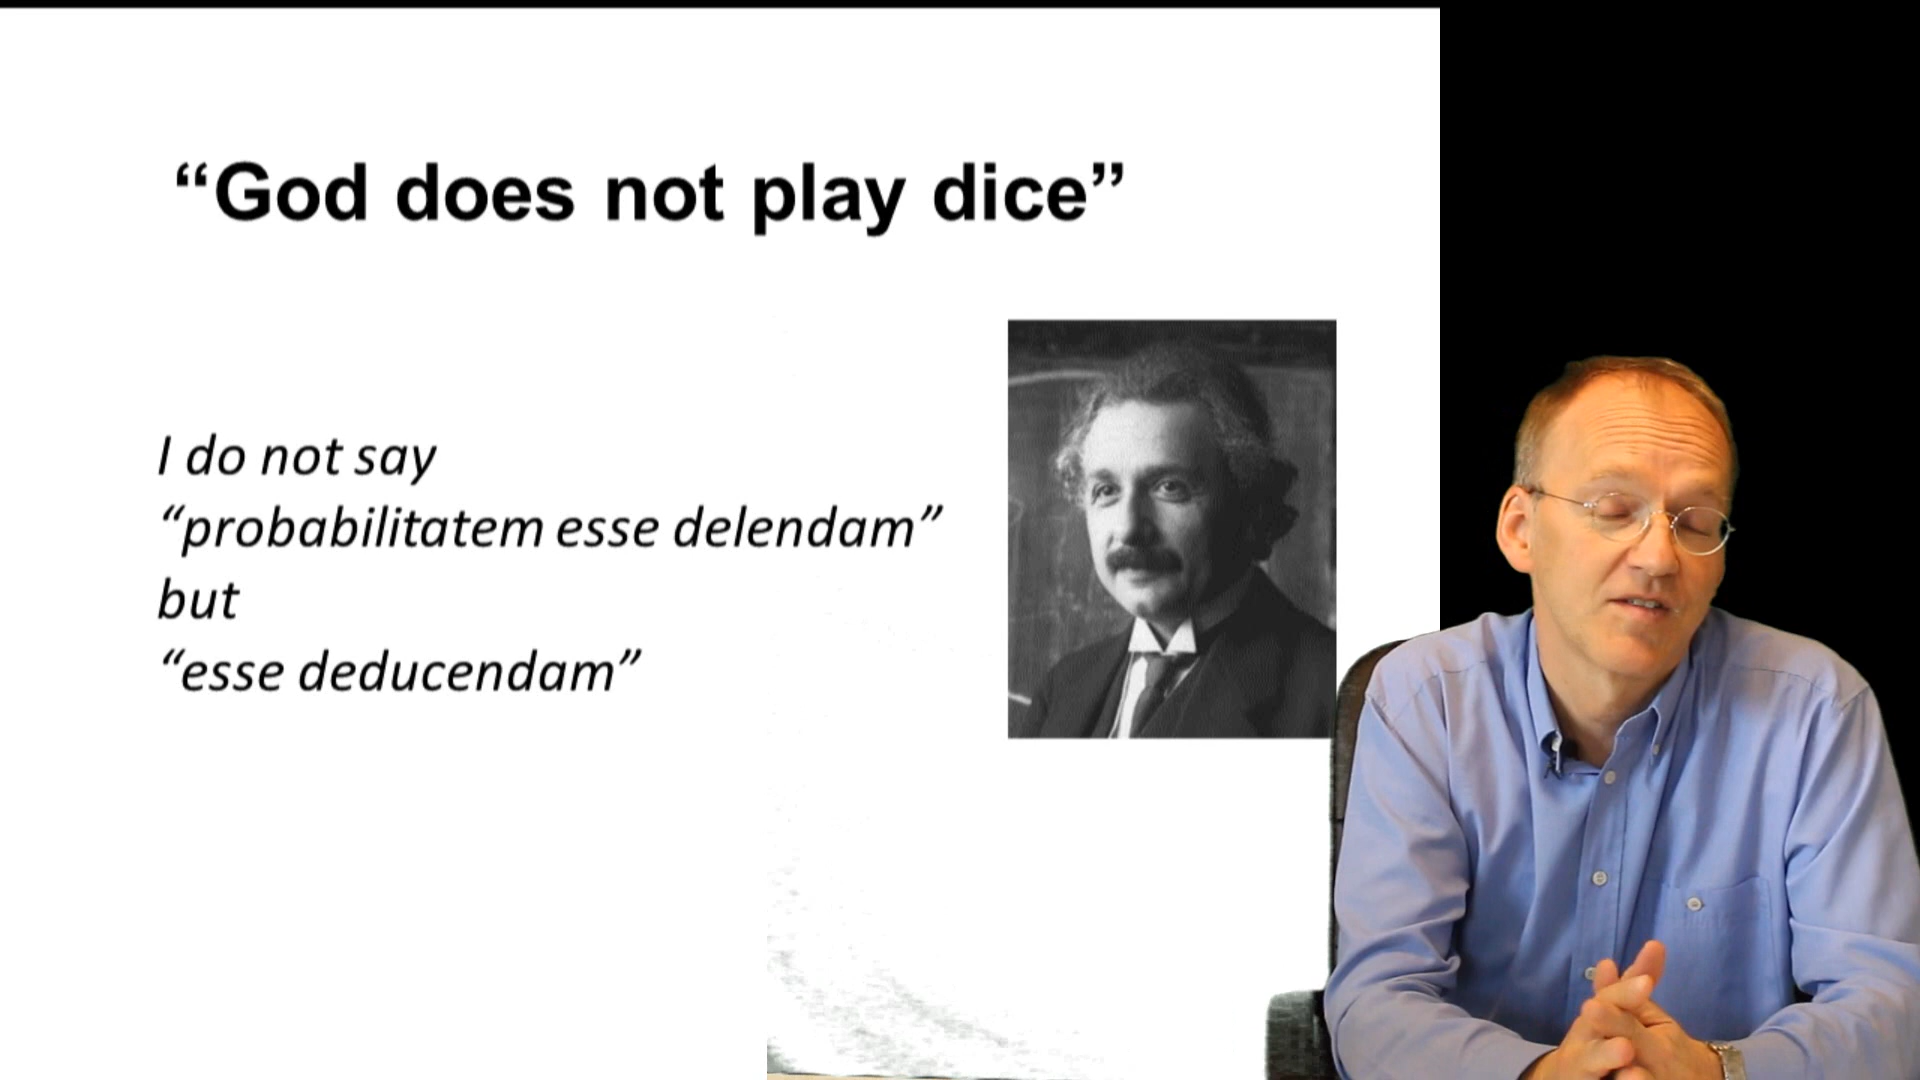 “God does not play dice”
I do not say
“probabilitatem esse delendam”
but
“esse deducendam”